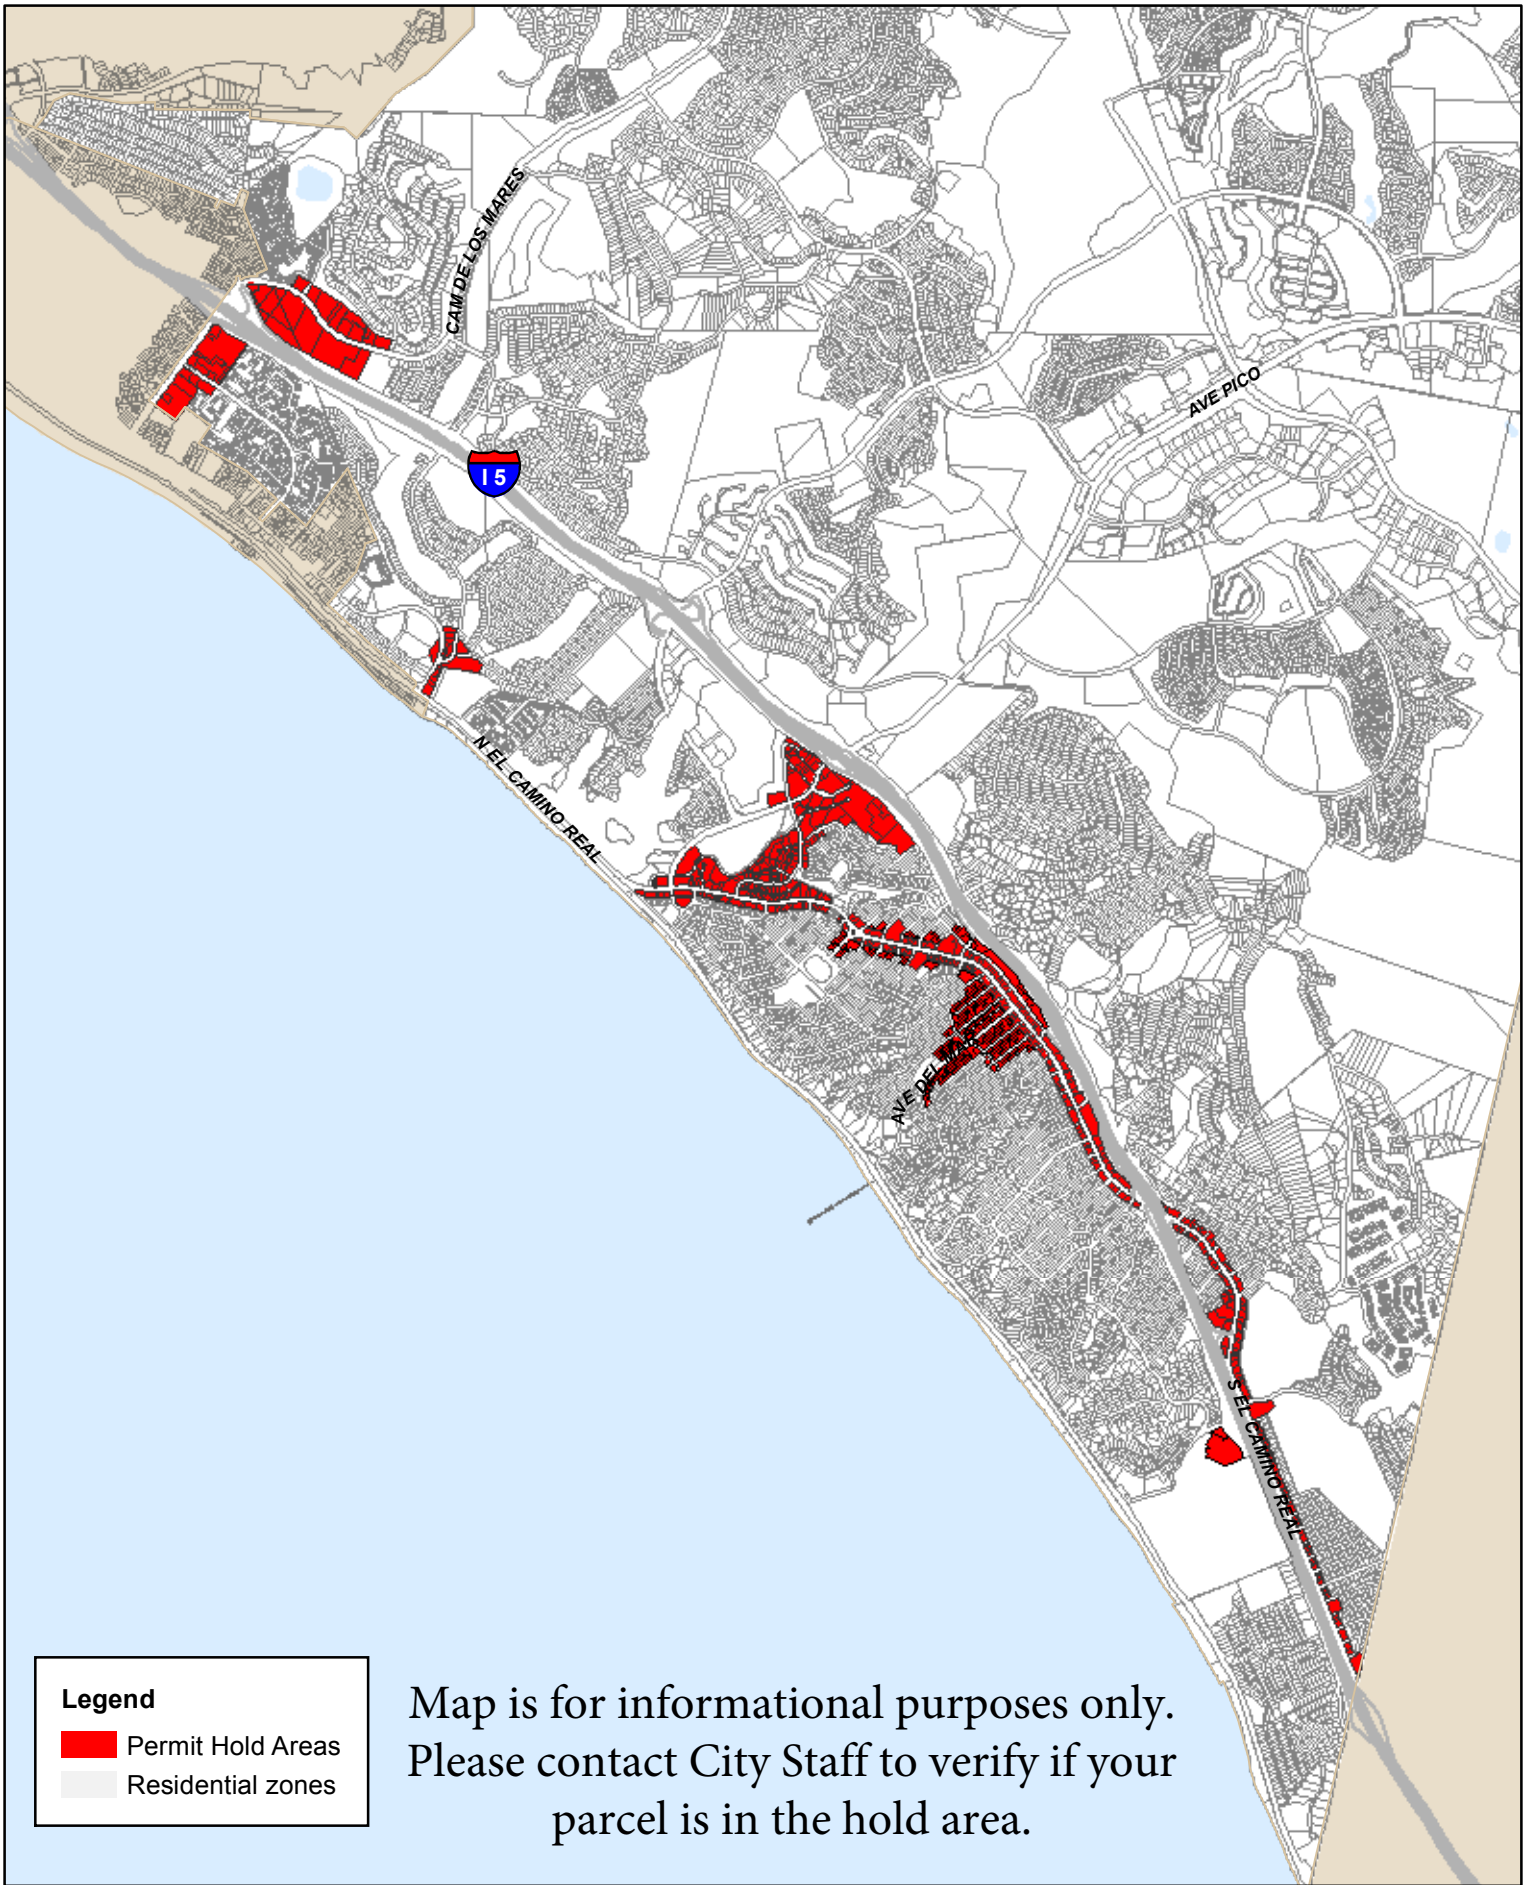 CAM DE LOS MARES
AVE PICO
I 5
N EL CAMINO REAL
AVE DEL MAR
S EL CAMINO REAL
Legend
Permit Hold Areas
Residential zones
Map is for informational purposes only.
Please contact City Staff to verify if your
parcel is in the hold area.